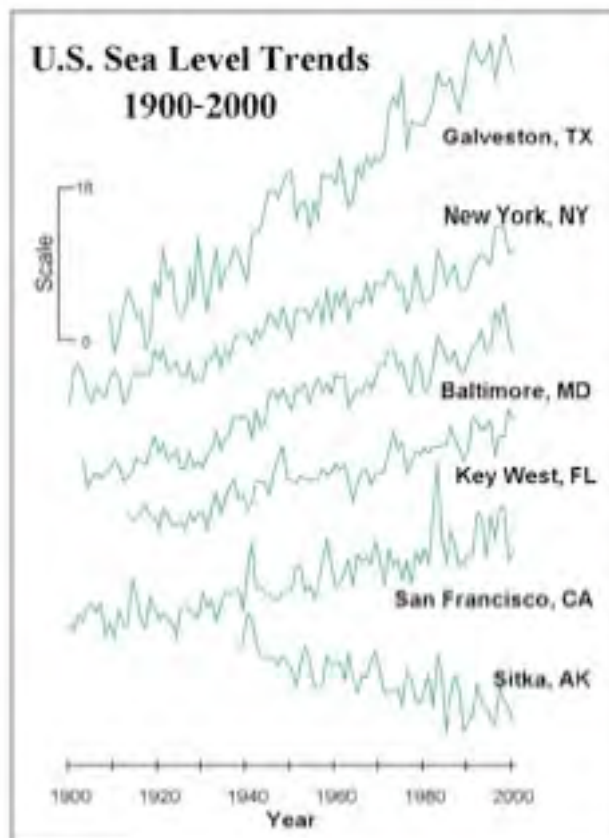 U.S. Sea Level Trends
1900-2000
Galveston, TX
18
New York, NY
Scale
0
Baltimore, MD
Key West, FL
San Francisco, CA
Sitka, AK
1900 1920 1940 1960 1980 2000
Year